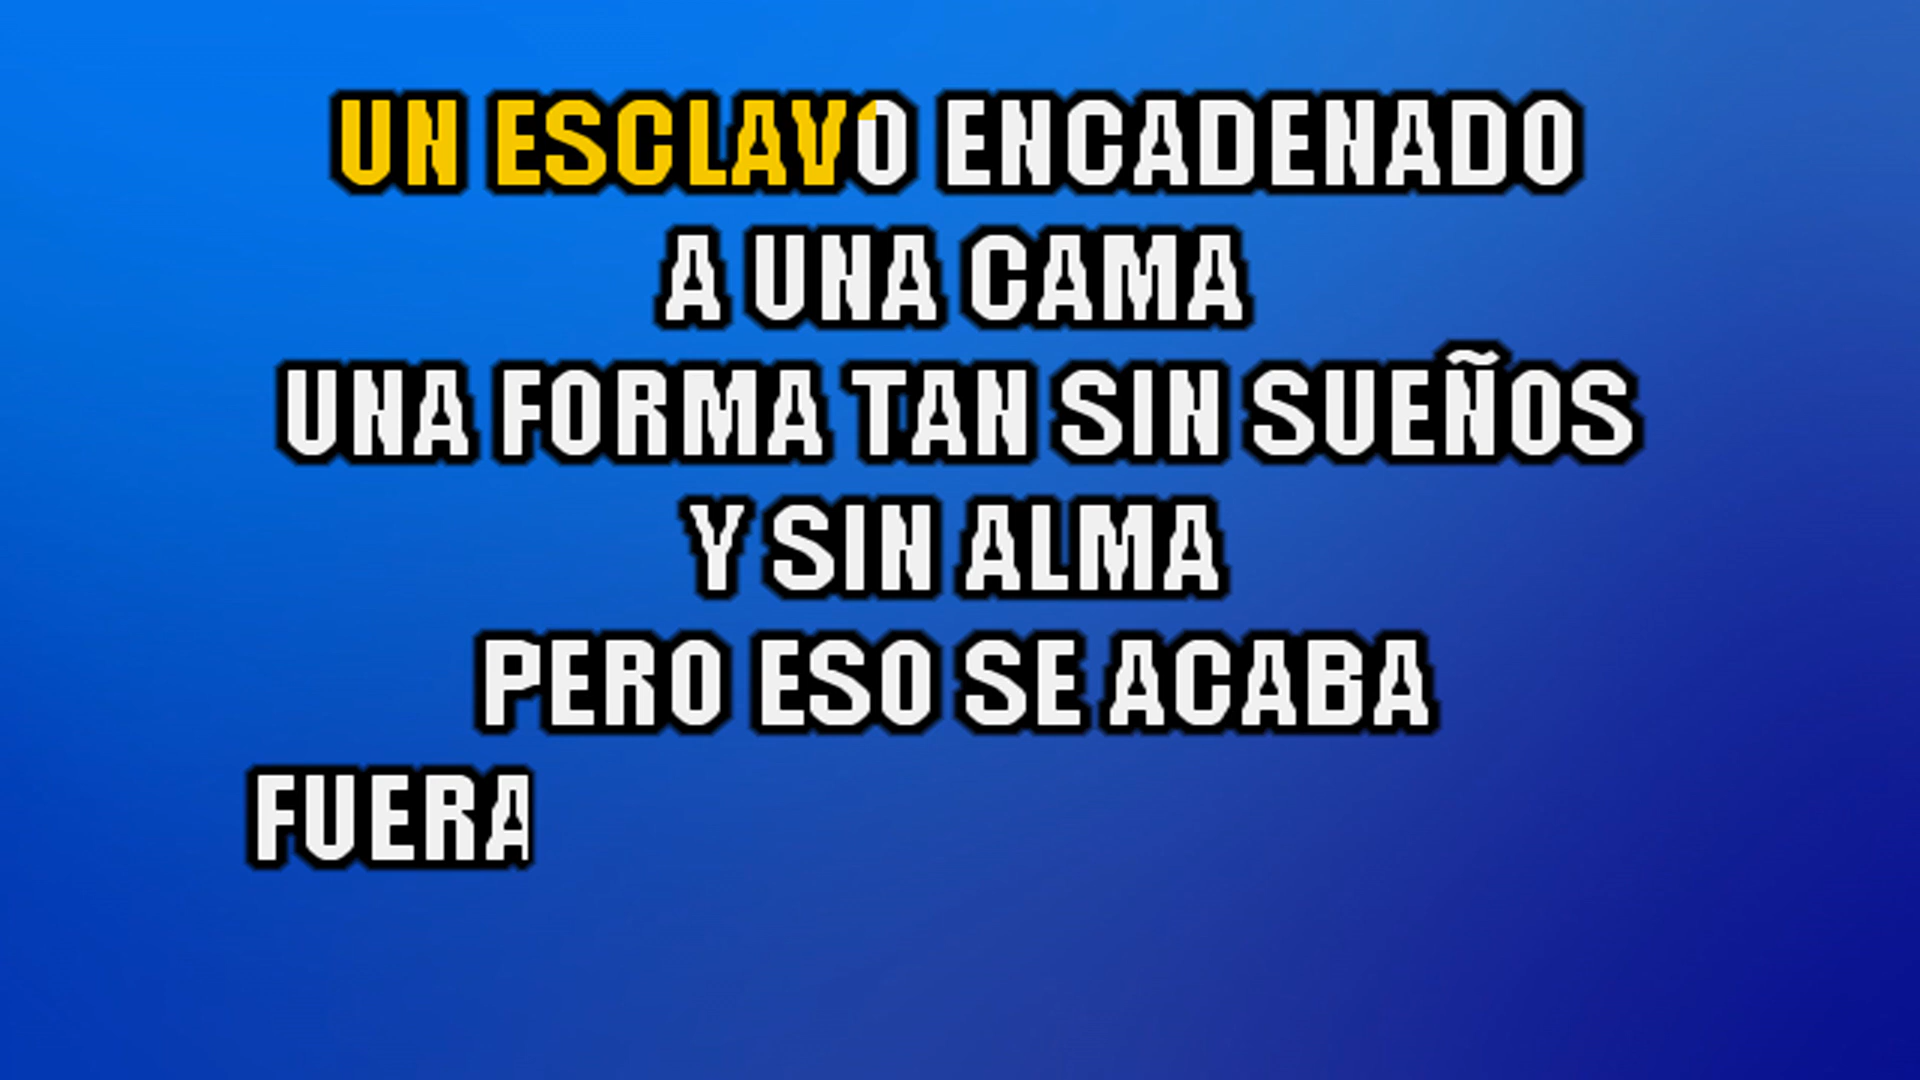 UN ESCLAVO ENCADENADO
A UNA CAMA
UNA FORMA TAN SIN SUEÑOS
Y SIN ALMA
PERO ESO SE ACABA
FUERA